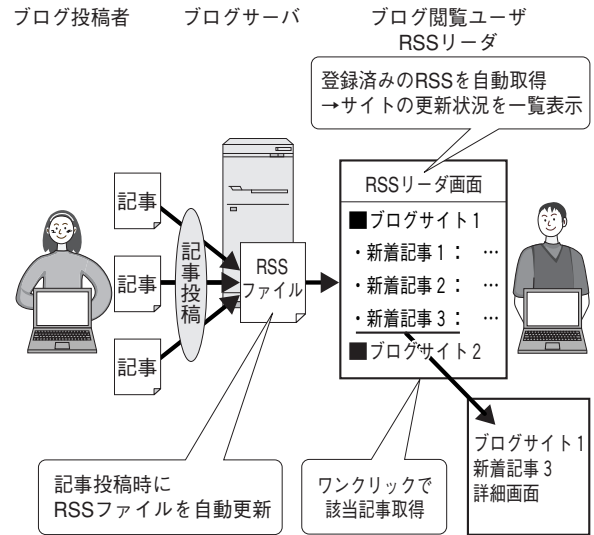 ブログ投稿者
ブログサーバ
ブログ閲覧ユーザ
RSSリーダ
登録済みのRSSを自動取得
→サイトの更新状況を一覧表示
記事
記事
記事
記事投稿
RSS
ファイル
RSSリーダ画面
■ブログサイト1
・新着記事1： …
・新着記事2： …
・新着記事3： …
■ブログサイト2
記事投稿時に
RSSファイルを自動更新
ワンクリックで
該当記事取得
ブログサイト1
新着記事3
詳細画面